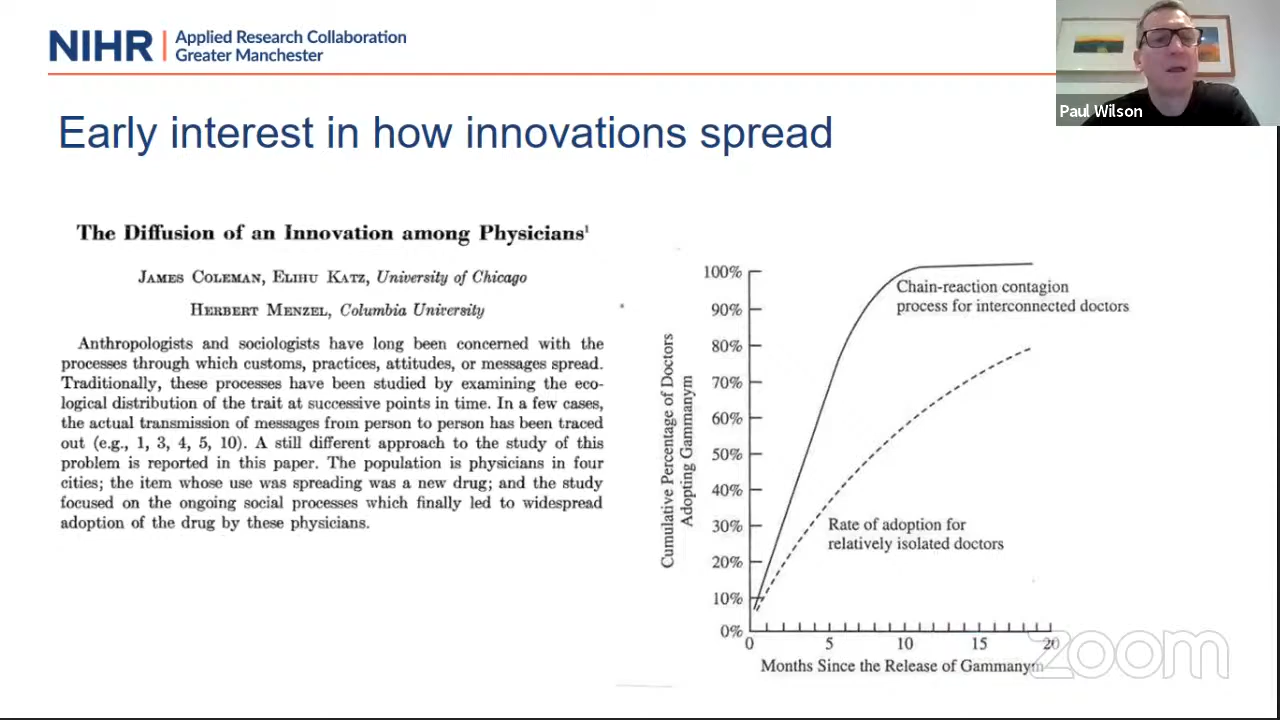 NIHR | Applied Research Collaboration
Greater Manchester
Paul Wilson
Early interest in how innovations spread
The Diffusion of an Innovation among Physicians¹
JAMES COLEMAN, ELIHU KATZ, University of Chicago
HERBERT MENZEL, Columbia University
Anthropologists and sociologists have long been concerned with the
processes through which customs, practices, attitudes, or messages spread.
Traditionally, these processes have been studied by examining the eco-
logical distribution of the trait at successive points in time. In a few cases,
the actual transmission of messages from person to person has been traced
out (e.g., 1, 3, 4, 5, 10). A still different approach to the study of this
problem is reported in this paper. The population is physicians in four
cities; the item whose use was spreading was a new drug; and the study
focused on the ongoing social processes which finally led to widespread
adoption of the drug by these physicians.
Cumulative Percentage of Doctors
Adopting Gammanym
100%
90%
80%
70%
60%
50%
40%
30%
20%
10%
0%
Chain-reaction contagion
process for interconnected doctors
Rate of adoption for
relatively isolated doctors
0 5 10 15 20
Months Since the Release of Gammanym
zoom